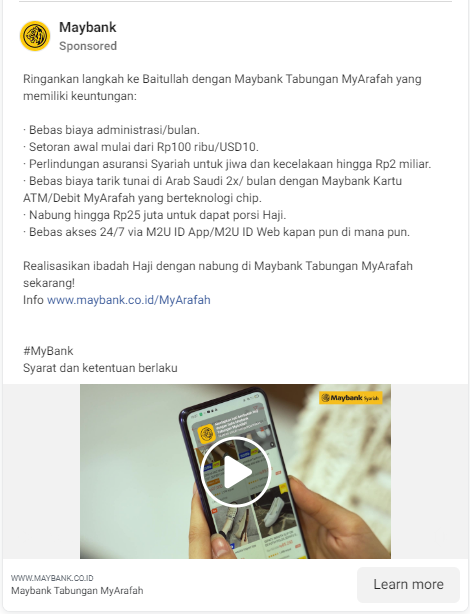 Maybank
Sponsored
Ringankan langkah ke Baitullah dengan Maybank Tabungan MyArafah yang
memiliki keuntungan:
· Bebas biaya administrasi/bulan.
· Setoran awal mulai dari Rp100 ribu/USD10.
· Perlindungan asuransi Syariah untuk jiwa dan kecelakaan hingga Rp2 miliar.
· Bebas biaya tarik tunai di Arab Saudi 2x/ bulan dengan Maybank Kartu
ATM/Debit MyArafah yang berteknologi chip.
· Nabung hingga Rp25 juta untuk dapat porsi Haji.
· Bebas akses 24/7 via M2U ID App/M2U ID Web kapan pun di mana pun.
Realisasikan ibadah Haji dengan nabung di Maybank Tabungan MyArafah
sekarang!
Info www.maybank.co.id/MyArafah
#MyBank
Syarat dan ketentuan berlaku
Maybank Syariah
WWW.MAYBANK.CO.ID
Maybank Tabungan MyArafah
Learn more